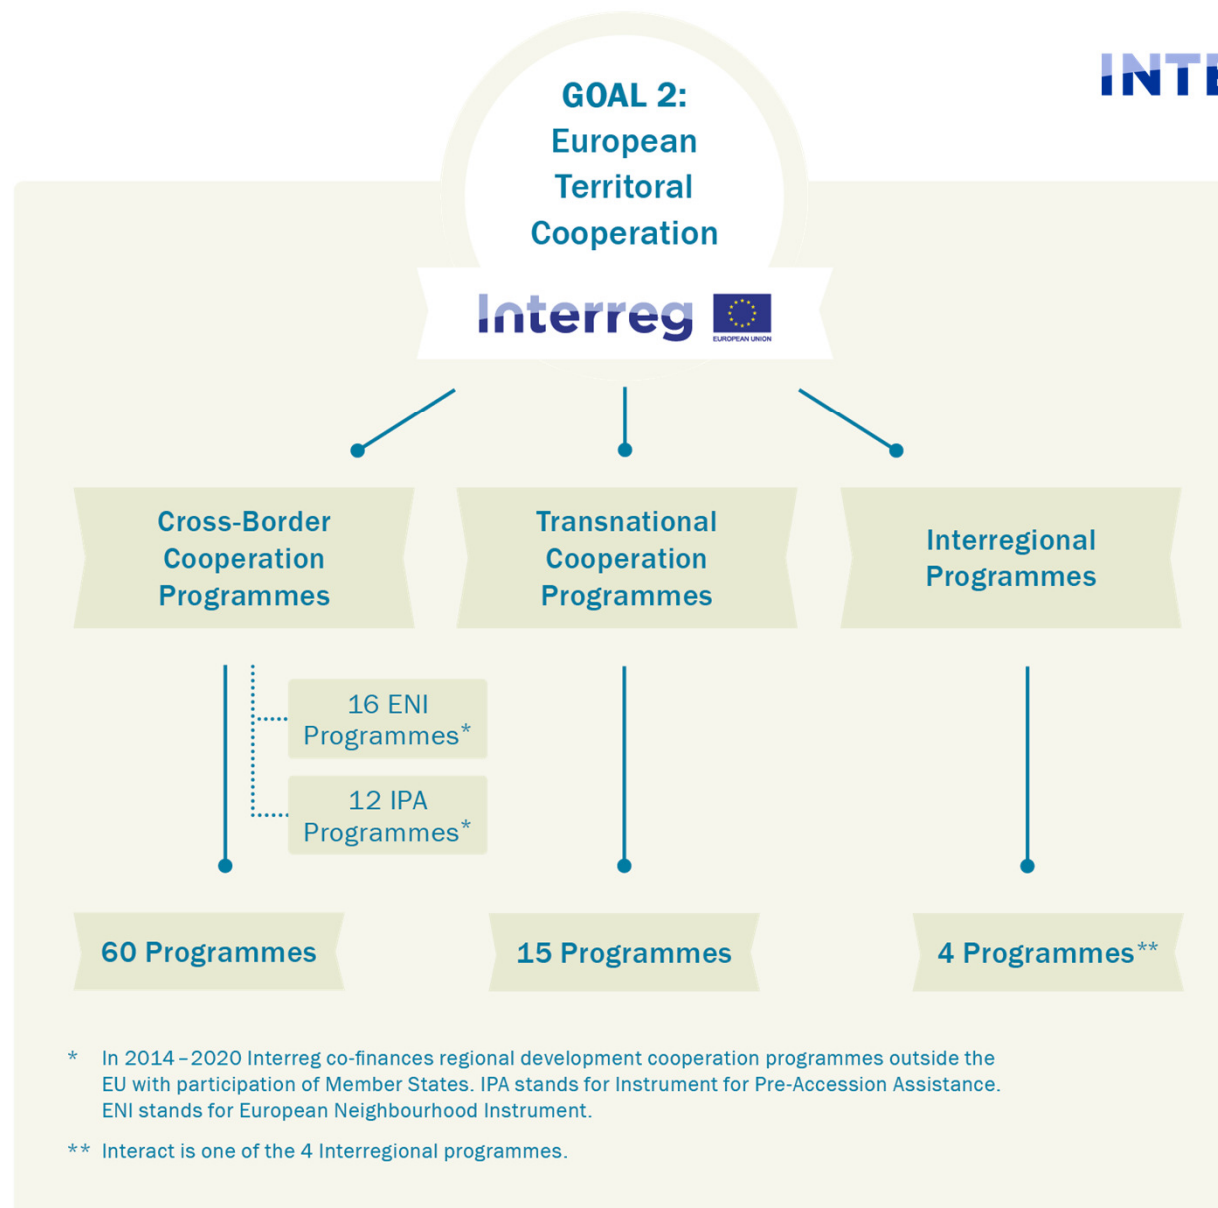 GOAL 2:
European
Territoral
Cooperation
INTE
Interreg
EUROPEAN UNION
Cross-Border
Cooperation
Programmes
Transnational
Cooperation
Programmes
Interregional
Programmes
16 ENI
Programmes*
12 IPA
Programmes*
60 Programmes
15 Programmes
4 Programmes**
* In 2014–2020 Interreg co-finances regional development cooperation programmes outside the
EU with participation of Member States. IPA stands for Instrument for Pre-Accession Assistance.
ENI stands for European Neighbourhood Instrument.
** Interact is one of the 4 Interregional programmes.